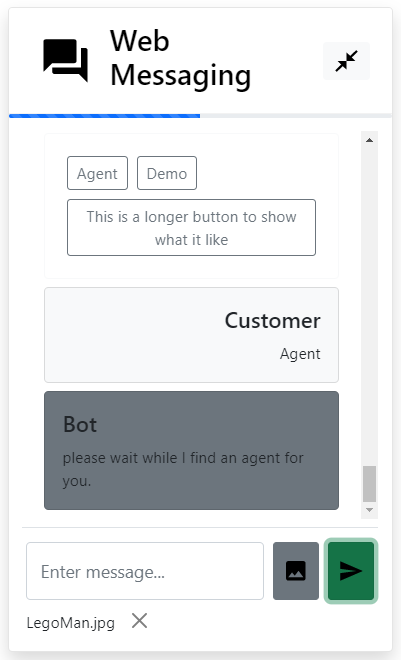 Web
Messaging
Agent
Demo
This is a longer button to show
what it like
Customer
Agent
Bot
please wait while I find an agent for
you.
Enter message...
LegoMan.jpg